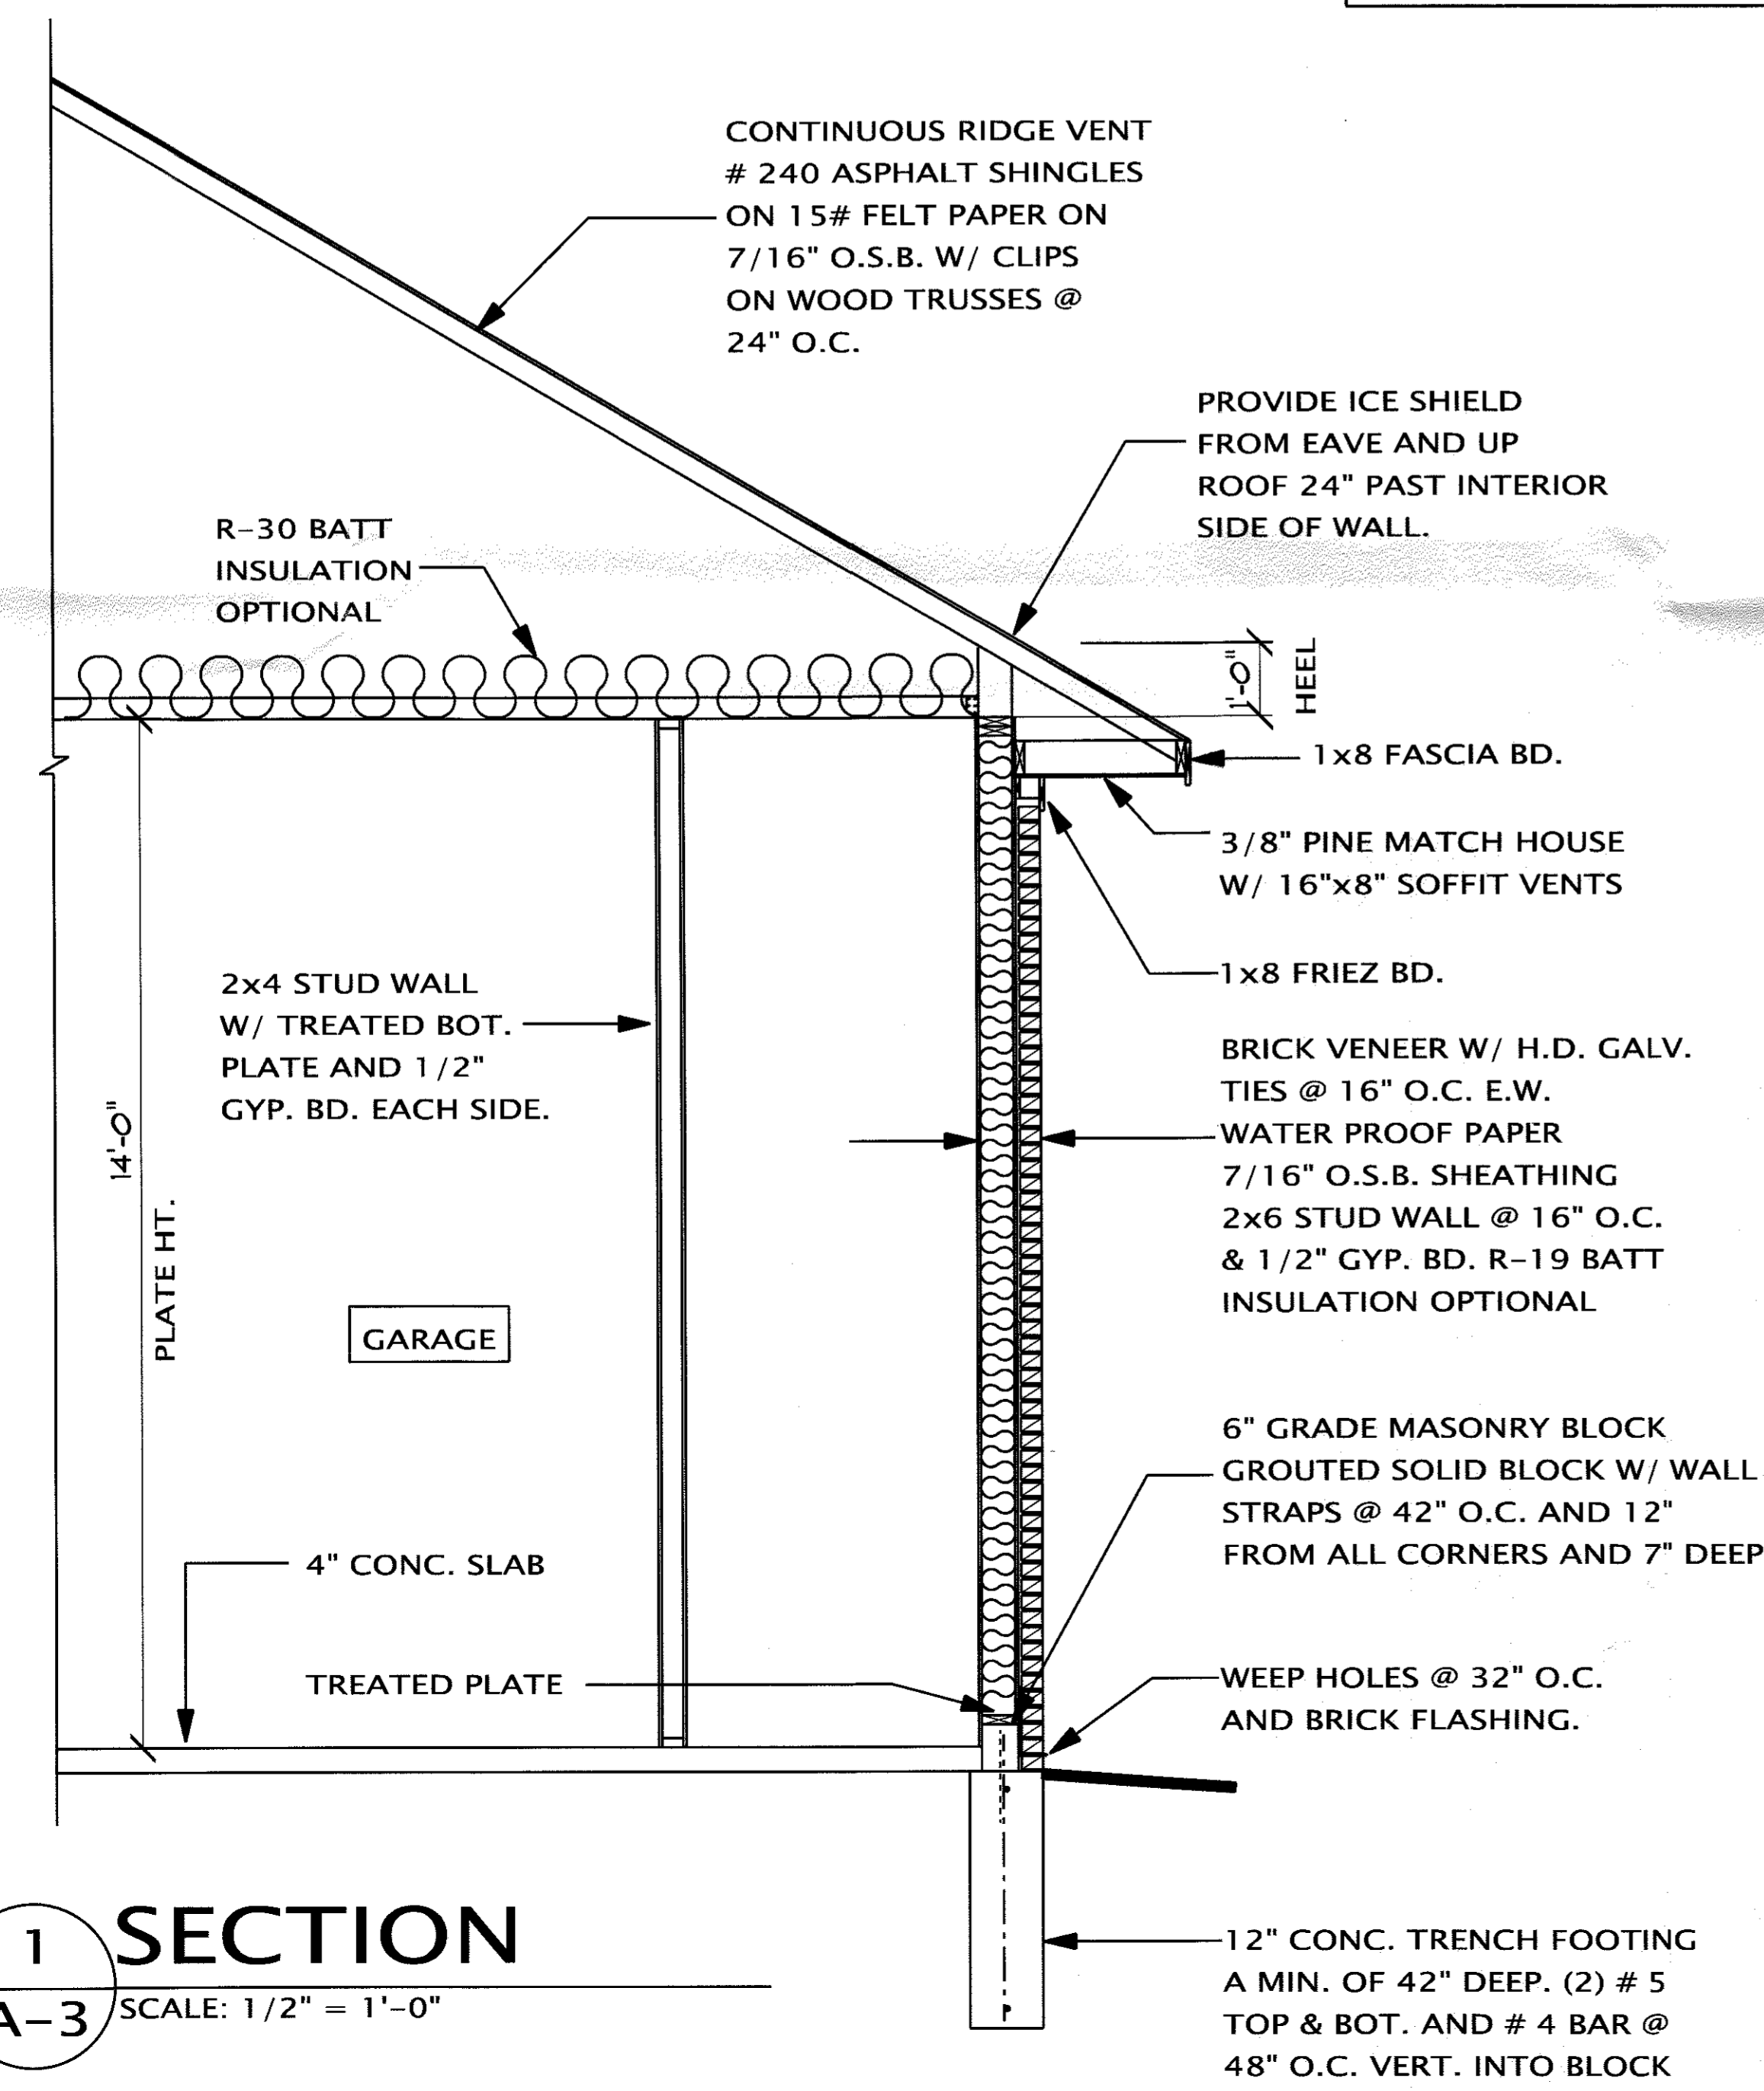 CONTINUOUS RIDGE VENT
# 240 ASPHALT SHINGLES
ON 15# FELT PAPER ON
7/16" O.S.B. W/ CLIPS
ON WOOD TRUSSES @
24" O.C.
PROVIDE ICE SHIELD
FROM EAVE AND UP
ROOF 24" PAST INTERIOR
SIDE OF WALL.
R-30 BATT
INSULATION
OPTIONAL
1'-0"
HEEL
1x8 FASCIA BD.
3/8" PINE MATCH HOUSE
W/ 16"x8" SOFFIT VENTS
1x8 FRIEZ BD.
2x4 STUD WALL
W/ TREATED BOT.
PLATE AND 1/2"
GYP. BD. EACH SIDE.
14'-0"
PLATE HT.
BRICK VENEER W/ H.D. GALV.
TIES @ 16" O.C. E.W.
WATER PROOF PAPER
7/16" O.S.B. SHEATHING
2x6 STUD WALL @ 16" O.C.
& 1/2" GYP. BD. R-19 BATT
INSULATION OPTIONAL
GARAGE
6" GRADE MASONRY BLOCK
GROUTED SOLID BLOCK W/ WALL
STRAPS @ 42" O.C. AND 12"
FROM ALL CORNERS AND 7" DEEP
4" CONC. SLAB
TREATED PLATE
WEEP HOLES @ 32" O.C.
AND BRICK FLASHING.
12" CONC. TRENCH FOOTING
A MIN. OF 42" DEEP. (2) # 5
TOP & BOT. AND # 4 BAR @
48" O.C. VERT. INTO BLOCK
1
A-3
SECTION
SCALE: 1/2" = 1'-0"